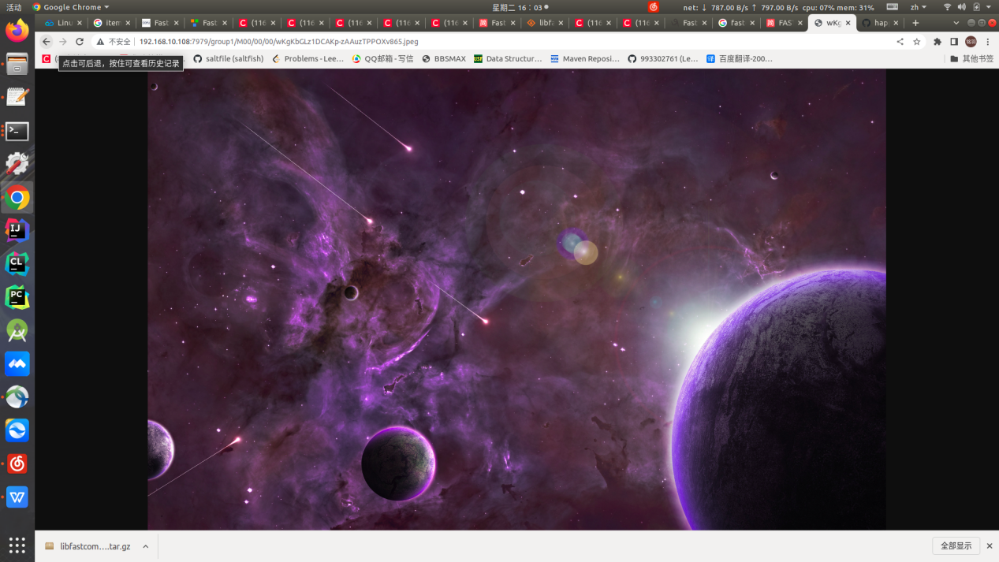 活动 Google Chrome 星期二 16：03 net: ↓ 787.00 B/s ↑ 797.00 B/s cpu: 07% mem: 31% zh
Linu item Fast Fast (116 (116 (116 (116 (116 Fast libf (116 (116 Fast fast FAS wKg hap
不安全 192.168.10.108:7979/group1/M00/00/00/wKgKbGLz1DCAKp-zAAuzTPPOXv865.jpeg
saltfile (saltfish) Problems - Lee... QQ邮箱 - 写信 BBSMAX Data Structur... Maven Reposi... 993302761 (Le... 百度翻译-200... 其他书签
点击可后退，按住可查看历史记录
IJ
CL
PC
libfastcom....tar.gz 全部显示